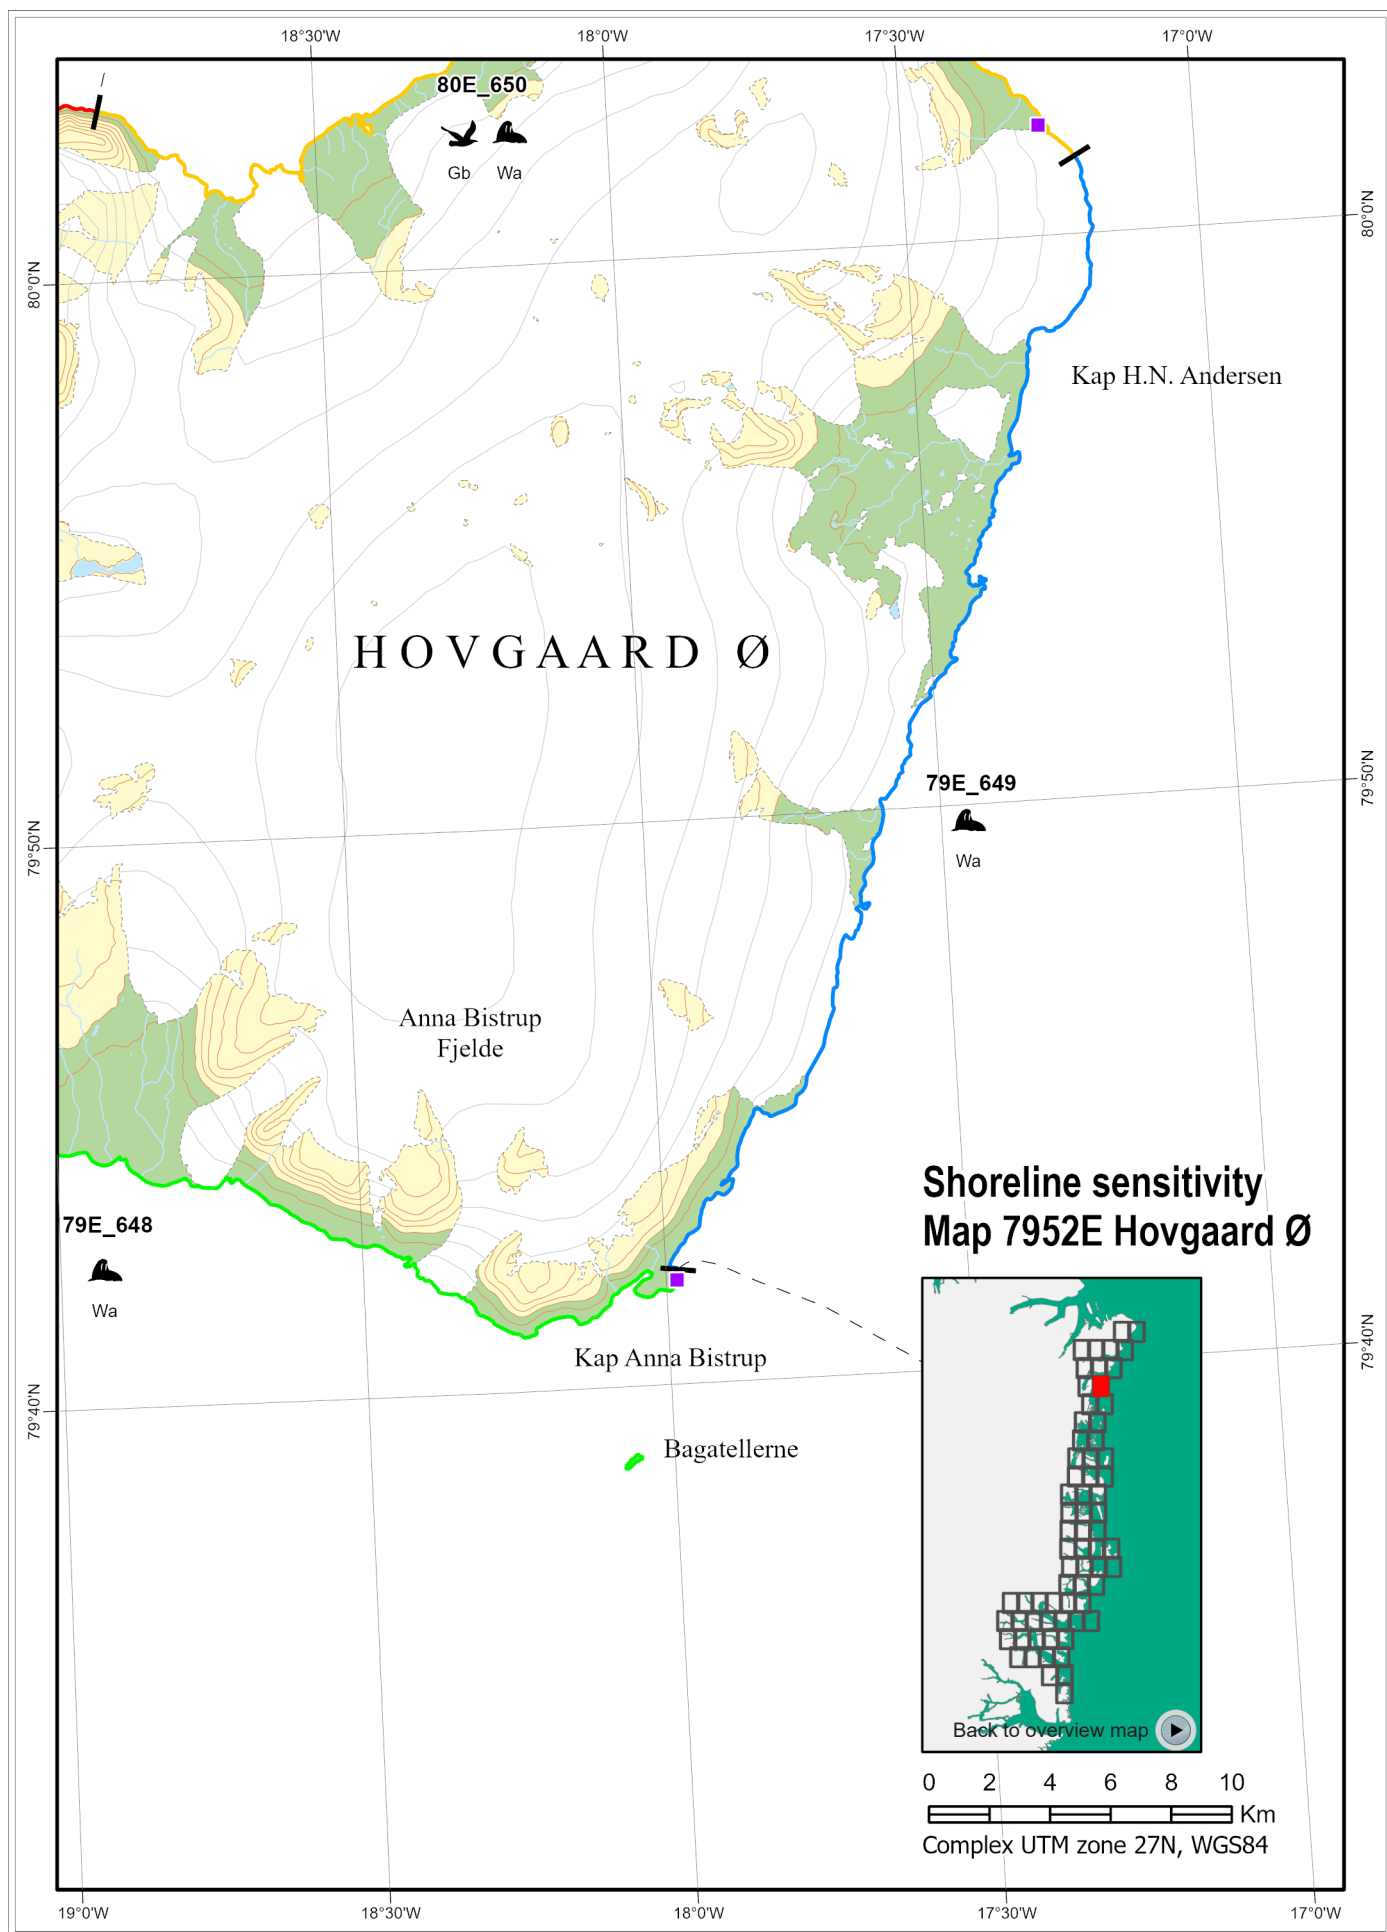 18°30'W 18°0'W 17°30'W 17°0'W
80E_650
Gb Wa
80°0'N
80°0'N
Kap H.N. Andersen
HOVGAARD Ø
79°50'N
79E_649
Wa
79°50'N
Anna Bistrup
Fjelde
Shoreline sensitivity
Map 7952E Hovgaard Ø
79E_648
Wa
79°40'N
Kap Anna Bistrup
79°40'N
Bagatellerne
Back to overview map
0 2 4 6 8 10
Km
Complex UTM zone 27N, WGS84
19°0'W 18°30'W 18°0'W 17°30'W 17°0'W